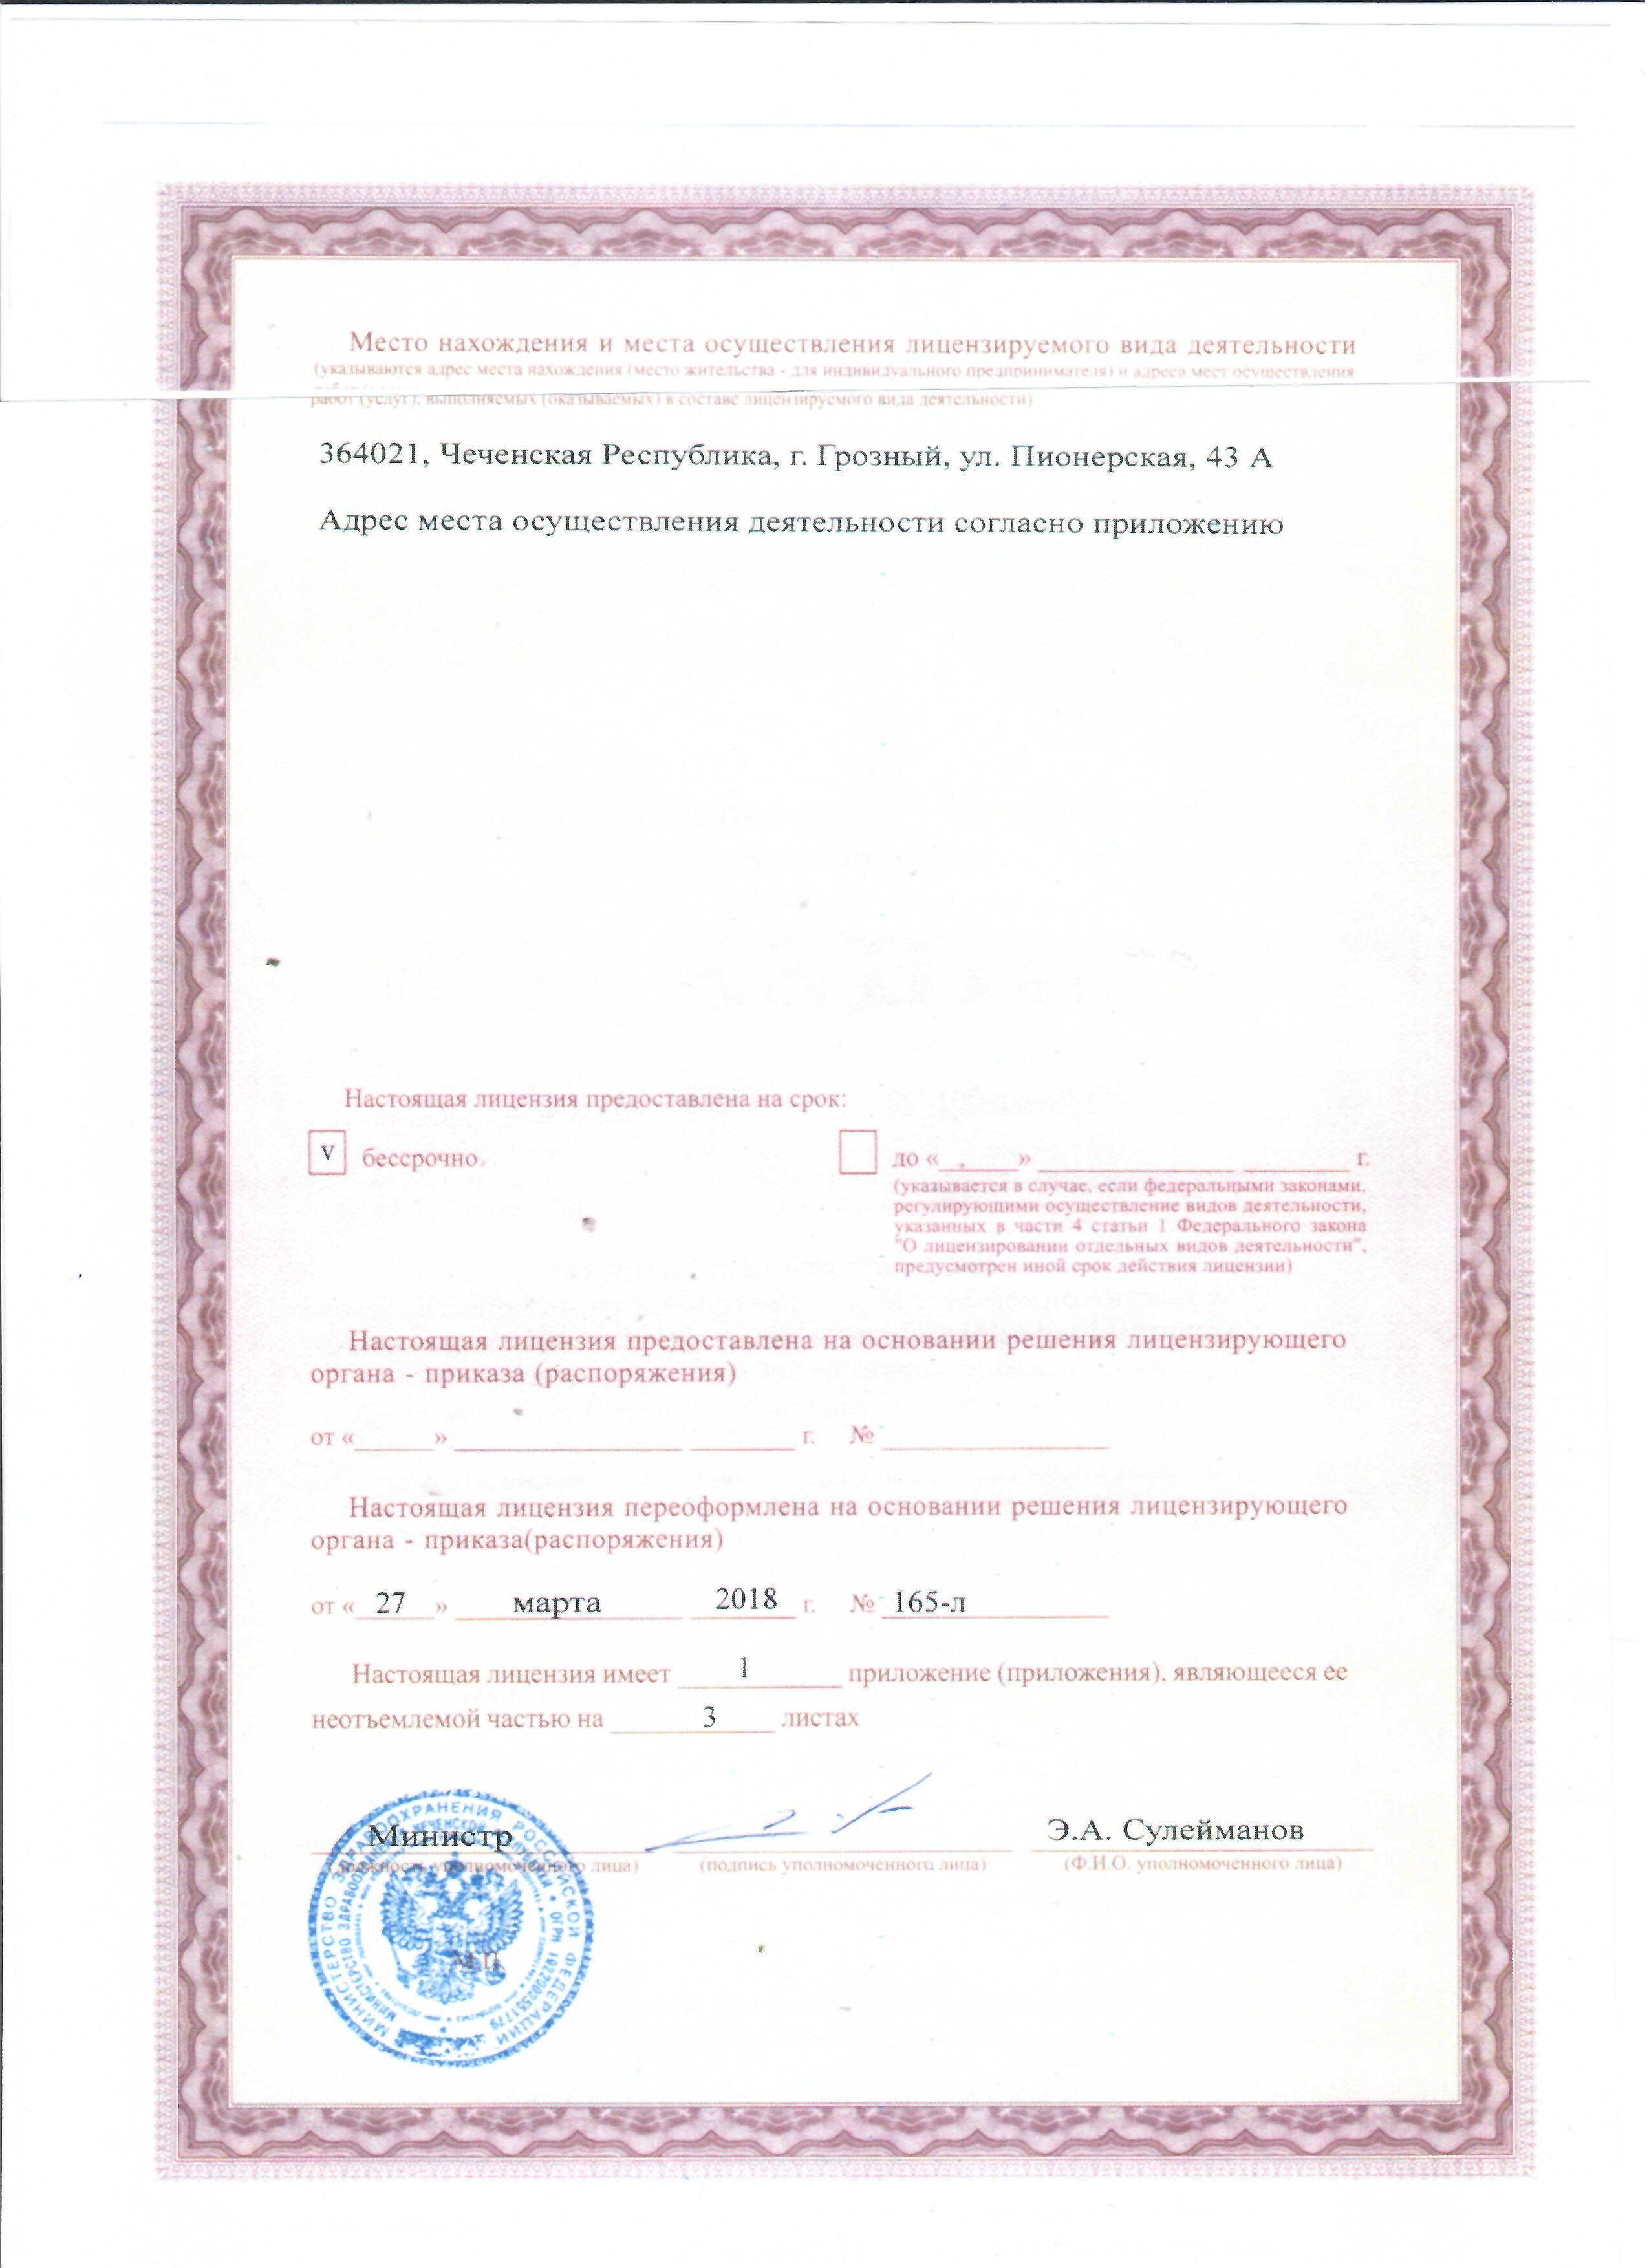 Место нахождения и места осуществления лицензируемого вида деятельности
(указываются адрес места нахождения (место жительства - для индивидуального предпринимателя) и адреса мест осуществления
работ (услуг), выполняемых (оказываемых) в составе лицензируемого вида деятельности)
364021, Чеченская Республика, г. Грозный, ул. Пионерская, 43 А
Адрес места осуществления деятельности согласно приложению
Настоящая лицензия предоставлена на срок:
v бессрочно.
до «______» ______________ ________ г.
(указывается в случае, если федеральными законами,
регулирующими осуществление видов деятельности,
указанных в части 4 статьи 1 Федерального закона
"О лицензировании отдельных видов деятельности",
предусмотрен иной срок действия лицензии)
Настоящая лицензия предоставлена на основании решения лицензирующего
органа - приказа (распоряжения)
от «______» ________________ ________ г. № ________________
Настоящая лицензия переоформлена на основании решения лицензирующего
органа - приказа(распоряжения)
от « 27 » марта 2018 г. № 165-л
Настоящая лицензия имеет 1 приложение (приложения), являющееся ее
неотъемлемой частью на 3 листах
Министр Э.А. Сулейманов
(должность уполномоченного лица) (подпись уполномоченного лица) (Ф.И.О. уполномоченного лица)
М.П.
МИНИСТЕРСТВО ЗДРАВООХРАНЕНИЯ РОССИЙСКОЙ ФЕДЕРАЦИИ
МИНИСТЕРСТВО ЗДРАВООХРАНЕНИЯ ЧЕЧЕНСКОЙ РЕСПУБЛИКИ • ОГРН 1022002551779